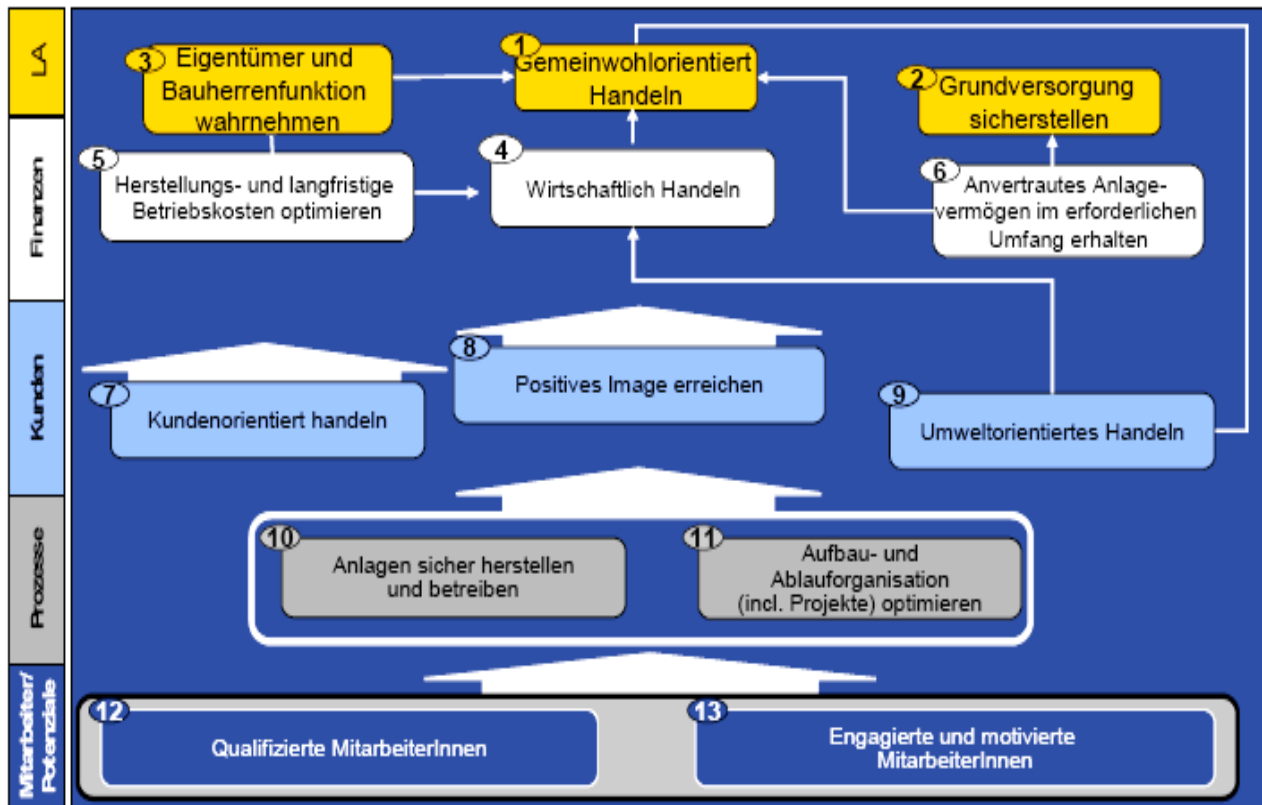 LA
3
Eigentümer und
Bauherrenfunktion
wahrnehmen
1
Gemeinwohlorientiert
Handeln
2
Grundversorgung
sicherstellen
Finanzen
5
Herstellungs- und langfristige
Betriebskosten optimieren
4
Wirtschaftlich Handeln
6
Anvertrautes Anlage-
vermögen im erforderlichen
Umfang erhalten
Kunden
7
Kundenorientiert handeln
8
Positives Image erreichen
9
Umweltorientiertes Handeln
Prozesse
10
Anlagen sicher herstellen
und betreiben
11
Aufbau- und
Ablauforganisation
(incl. Projekte) optimieren
Mitarbeiter/
Potenziale
12
Qualifizierte MitarbeiterInnen
13
Engagierte und motivierte
MitarbeiterInnen